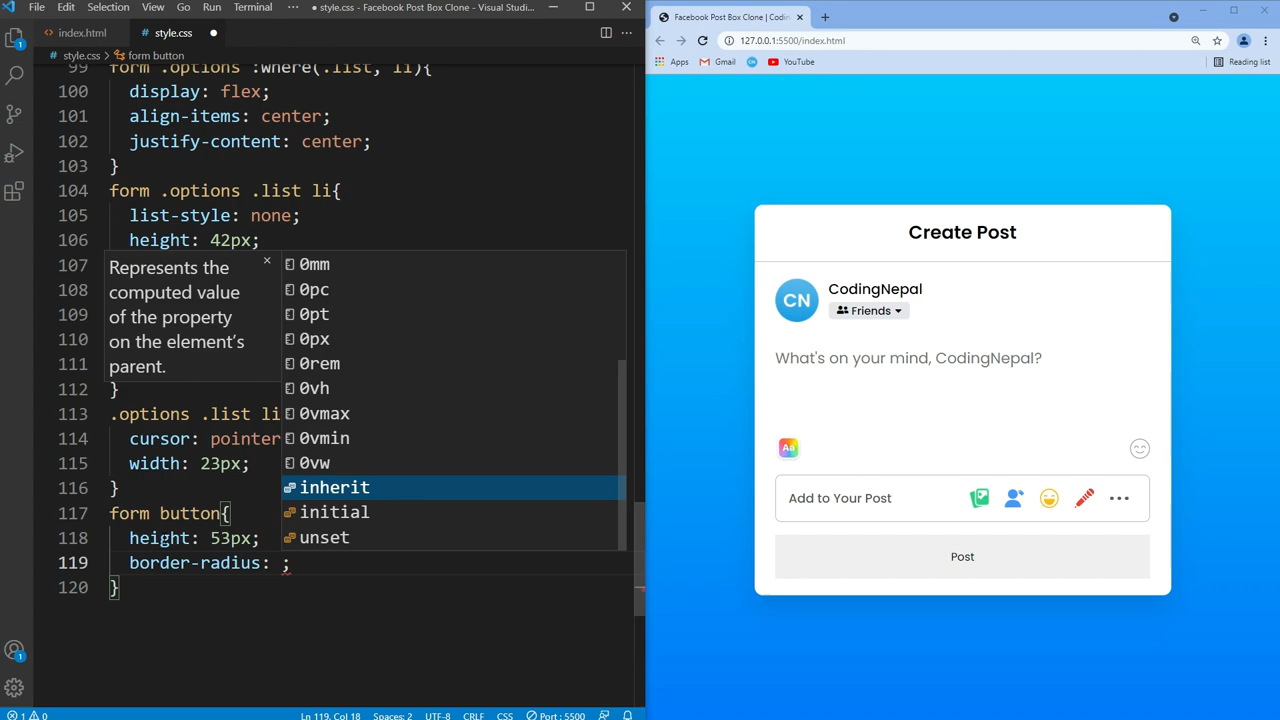 File Edit Selection View Go Run Terminal ··· ● style.css - Visual Studi...
index.html
style.css
style.css > form button
99 form .options :where(.list, li){
100 display: flex;
101 align-items: center;
102 justify-content: center;
103 }
104 form .options .list li{
105 list-style: none;
106 height: 42px;
107
108
109
110
111
112 }
113 .options .list li
114 cursor: pointer
115 width: 23px;
116 }
117 form button{
118 height: 53px;
119 border-radius: ;
120 }
Represents the
computed value
of the property
on the element's
parent.
0mm
0pc
0pt
0px
0rem
0vh
0vmax
0vmin
0vw
inherit
initial
unset
1
1
1 0 Ln 119, Col 18 Spaces: 2 UTF-8 CRLF CSS Port : 5500
Facebook Post Box Clone | Codin
127.0.0.1:5500/index.html
Apps Gmail CN YouTube Reading list
Create Post
CN
CodingNepal
Friends
What's on your mind, CodingNepal?
Aa
Add to Your Post
Post